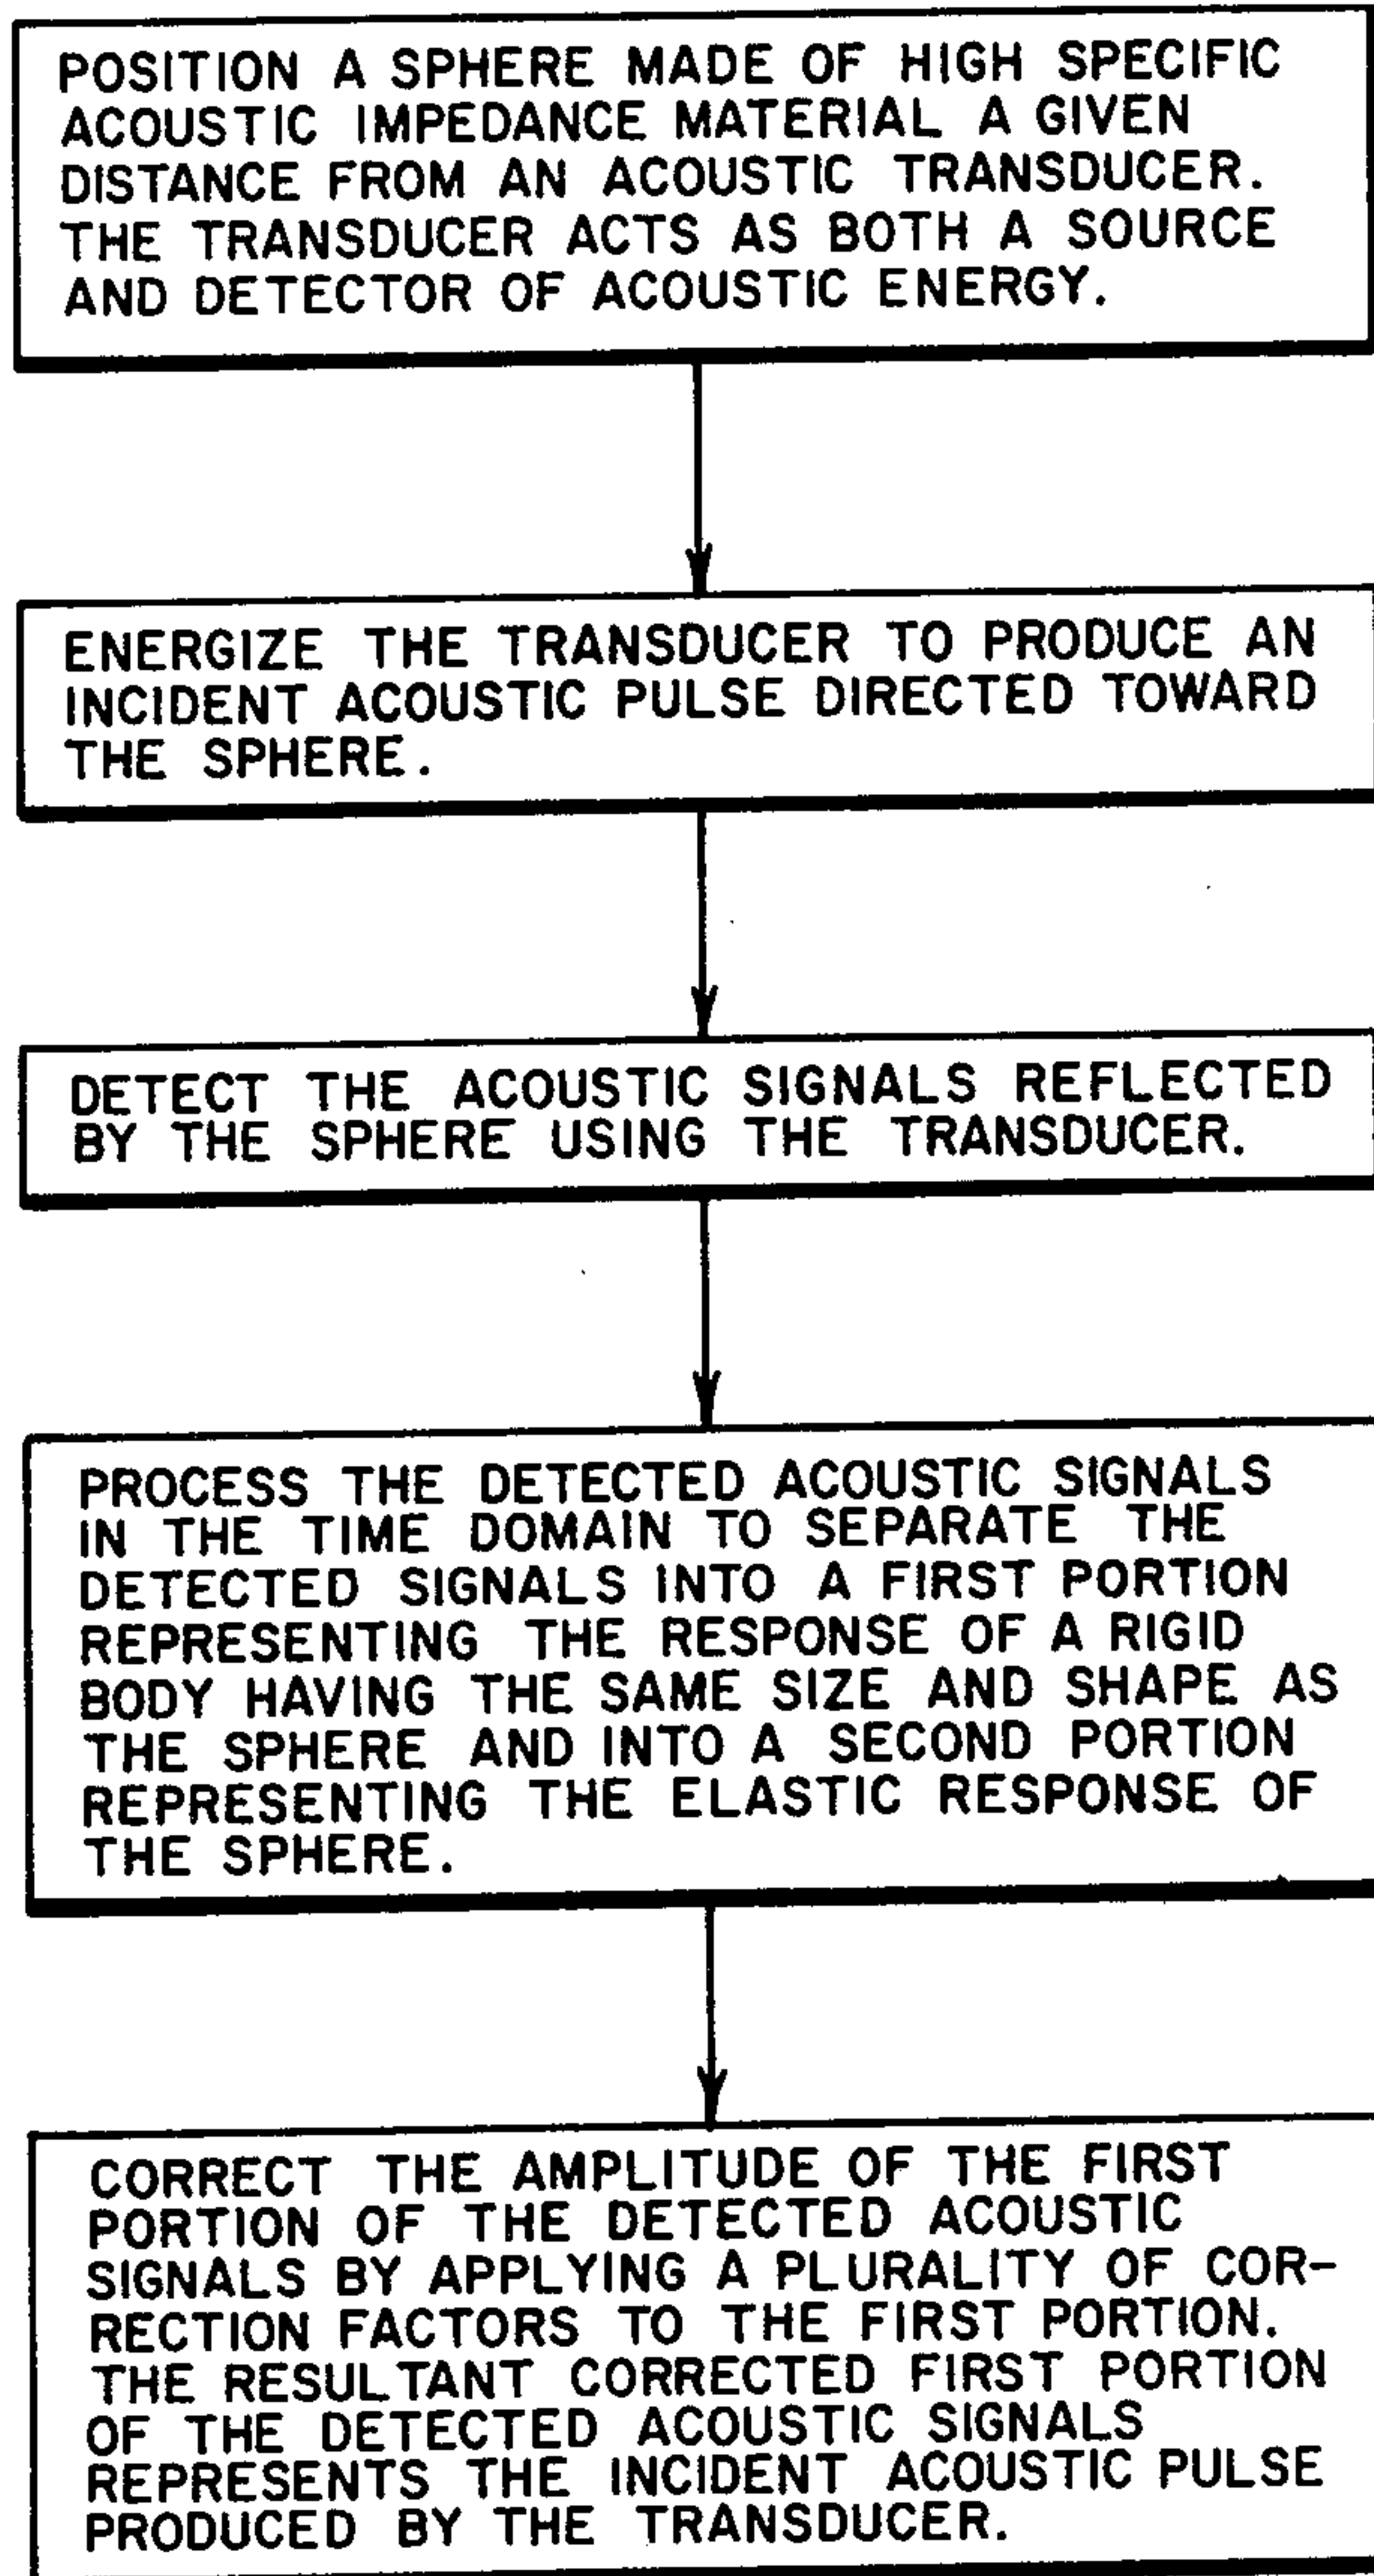 POSITION A SPHERE MADE OF HIGH SPECIFIC
ACOUSTIC IMPEDANCE MATERIAL A GIVEN
DISTANCE FROM AN ACOUSTIC TRANSDUCER.
THE TRANSDUCER ACTS AS BOTH A SOURCE
AND DETECTOR OF ACOUSTIC ENERGY.
ENERGIZE THE TRANSDUCER TO PRODUCE AN
INCIDENT ACOUSTIC PULSE DIRECTED TOWARD
THE SPHERE.
DETECT THE ACOUSTIC SIGNALS REFLECTED
BY THE SPHERE USING THE TRANSDUCER.
PROCESS THE DETECTED ACOUSTIC SIGNALS
IN THE TIME DOMAIN TO SEPARATE THE
DETECTED SIGNALS INTO A FIRST PORTION
REPRESENTING THE RESPONSE OF A RIGID
BODY HAVING THE SAME SIZE AND SHAPE AS
THE SPHERE AND INTO A SECOND PORTION
REPRESENTING THE ELASTIC RESPONSE OF
THE SPHERE.
CORRECT THE AMPLITUDE OF THE FIRST
PORTION OF THE DETECTED ACOUSTIC
SIGNALS BY APPLYING A PLURALITY OF COR-
RECTION FACTORS TO THE FIRST PORTION.
THE RESULTANT CORRECTED FIRST PORTION
OF THE DETECTED ACOUSTIC SIGNALS
REPRESENTS THE INCIDENT ACOUSTIC PULSE
PRODUCED BY THE TRANSDUCER.